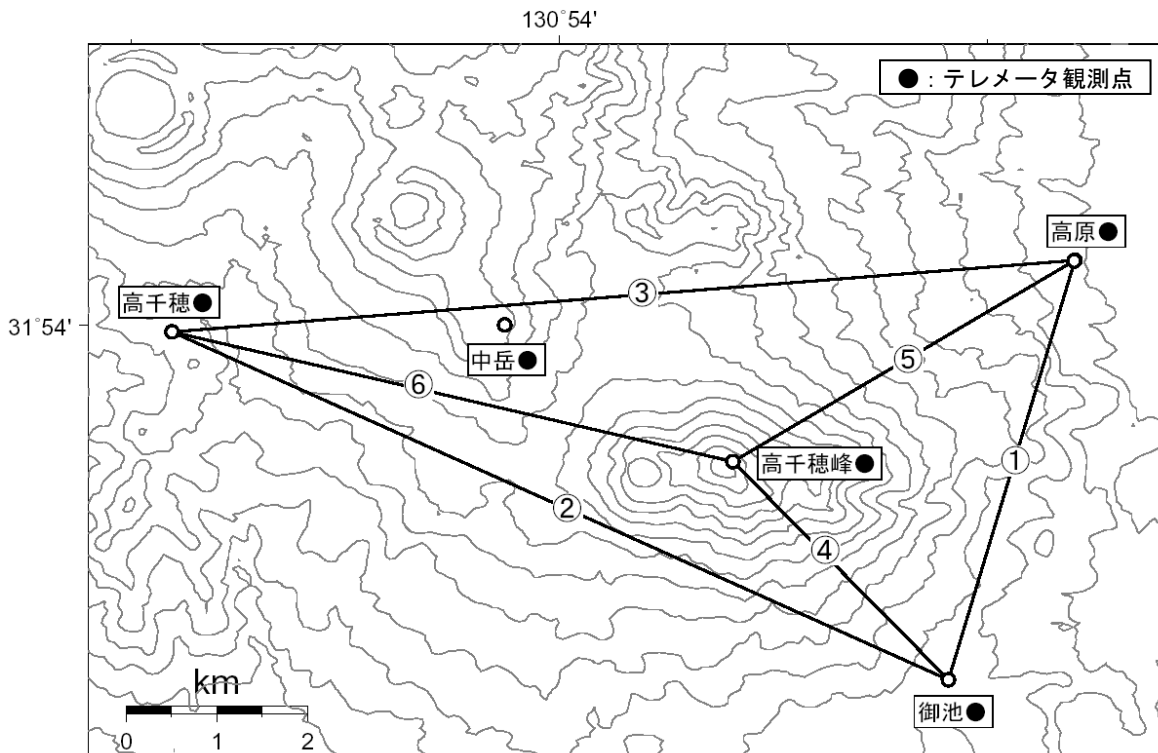 130°54'
●：テレメータ観測点
高原●
③
高千穂●
31°54'
中岳●
⑤
⑥
高千穂峰●
①
②
④
km
御池●
0 1 2